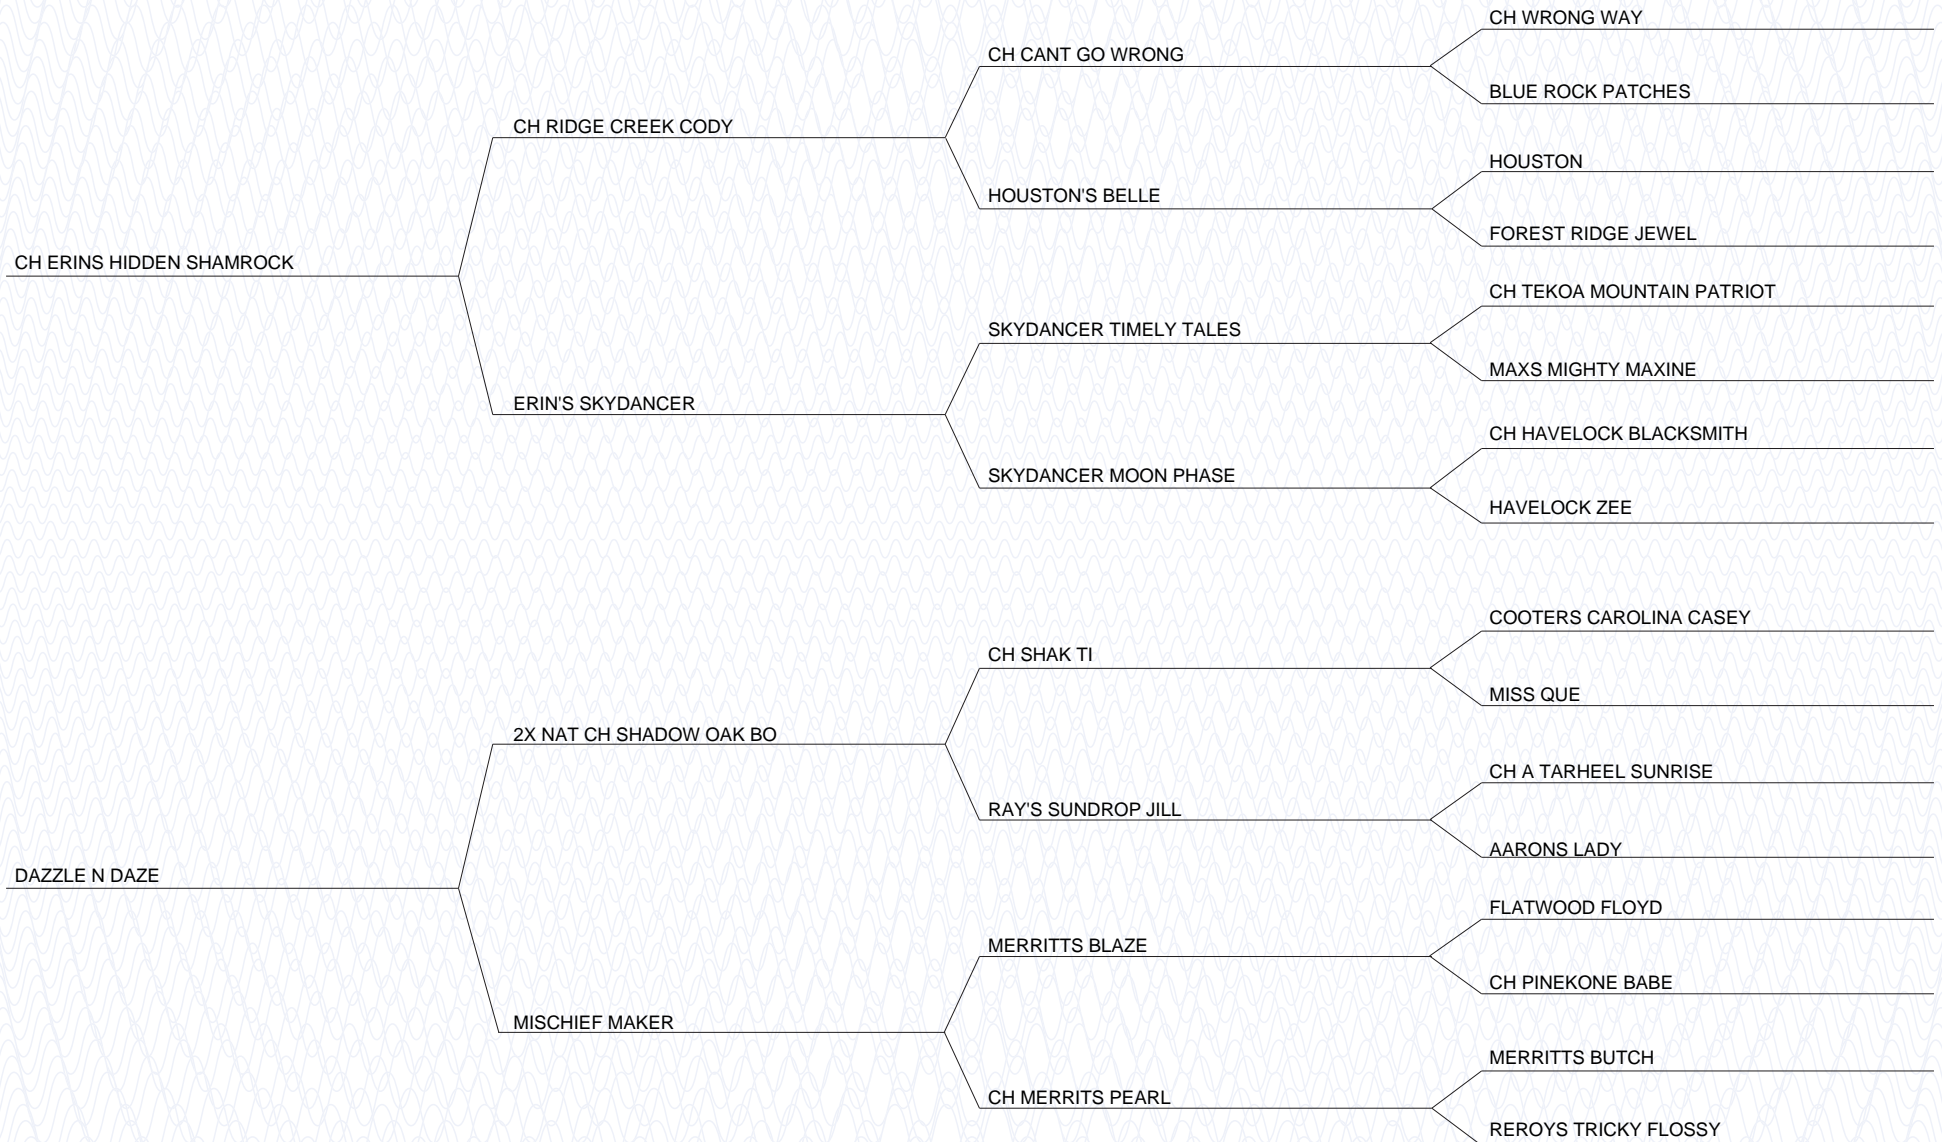 CH WRONG WAY
CH CANT GO WRONG
BLUE ROCK PATCHES
CH RIDGE CREEK CODY
HOUSTON
HOUSTON'S BELLE
FOREST RIDGE JEWEL
CH ERINS HIDDEN SHAMROCK
CH TEKOA MOUNTAIN PATRIOT
SKYDANCER TIMELY TALES
MAXS MIGHTY MAXINE
ERIN'S SKYDANCER
CH HAVELOCK BLACKSMITH
SKYDANCER MOON PHASE
HAVELOCK ZEE
COOTERS CAROLINA CASEY
CH SHAK TI
MISS QUE
2X NAT CH SHADOW OAK BO
CH A TARHEEL SUNRISE
RAY'S SUNDROP JILL
AARONS LADY
DAZZLE N DAZE
FLATWOOD FLOYD
MERRITTS BLAZE
CH PINEKONE BABE
MISCHIEF MAKER
MERRITTS BUTCH
CH MERRITS PEARL
REROYS TRICKY FLOSSY